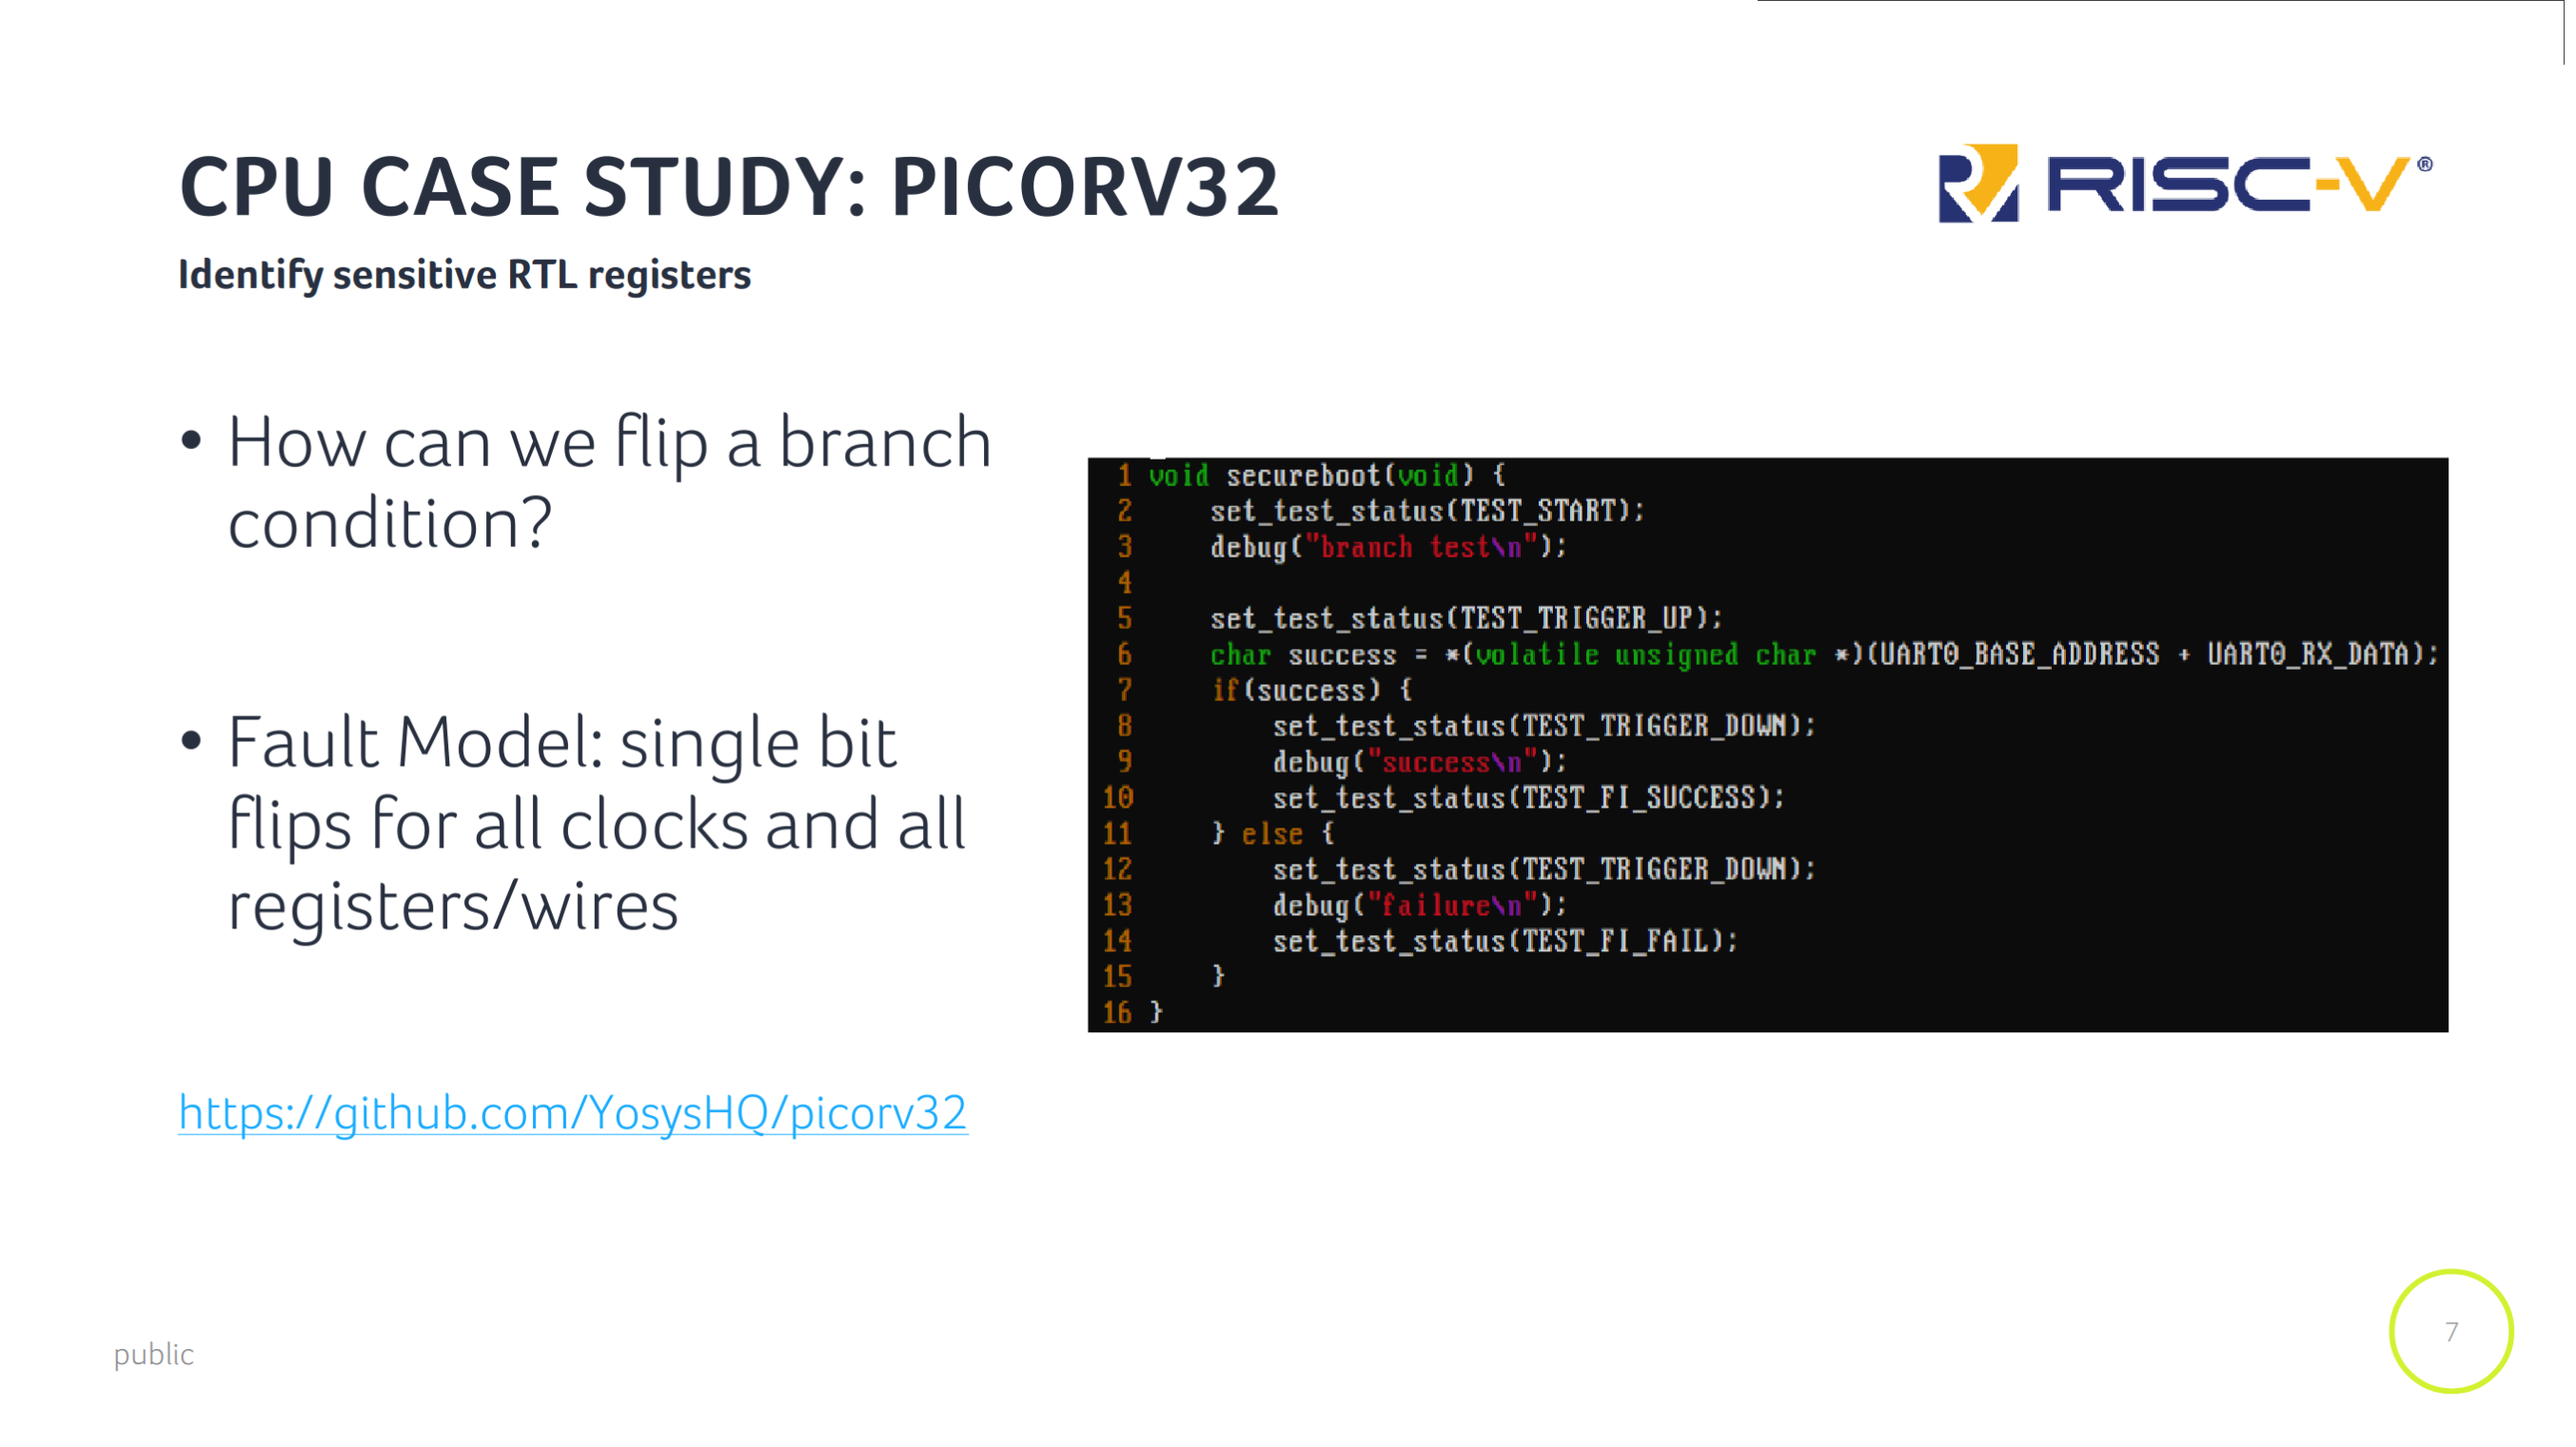 CPU CASE STUDY: PICORV32
RISC-V®
Identify sensitive RTL registers
• How can we flip a branch
condition?
• Fault Model: single bit
flips for all clocks and all
registers/wires
https://github.com/YosysHQ/picorv32
1 void secureboot(void) {
2     set_test_status(TEST_START);
3     debug("branch test\n");
4
5     set_test_status(TEST_TRIGGER_UP);
6     char success = *(volatile unsigned char *)(UART0_BASE_ADDRESS + UART0_RX_DATA);
7     if(success) {
8         set_test_status(TEST_TRIGGER_DOWN);
9         debug("success\n");
10         set_test_status(TEST_FI_SUCCESS);
11     } else {
12         set_test_status(TEST_TRIGGER_DOWN);
13         debug("failure\n");
14         set_test_status(TEST_FI_FAIL);
15     }
16 }
public
7